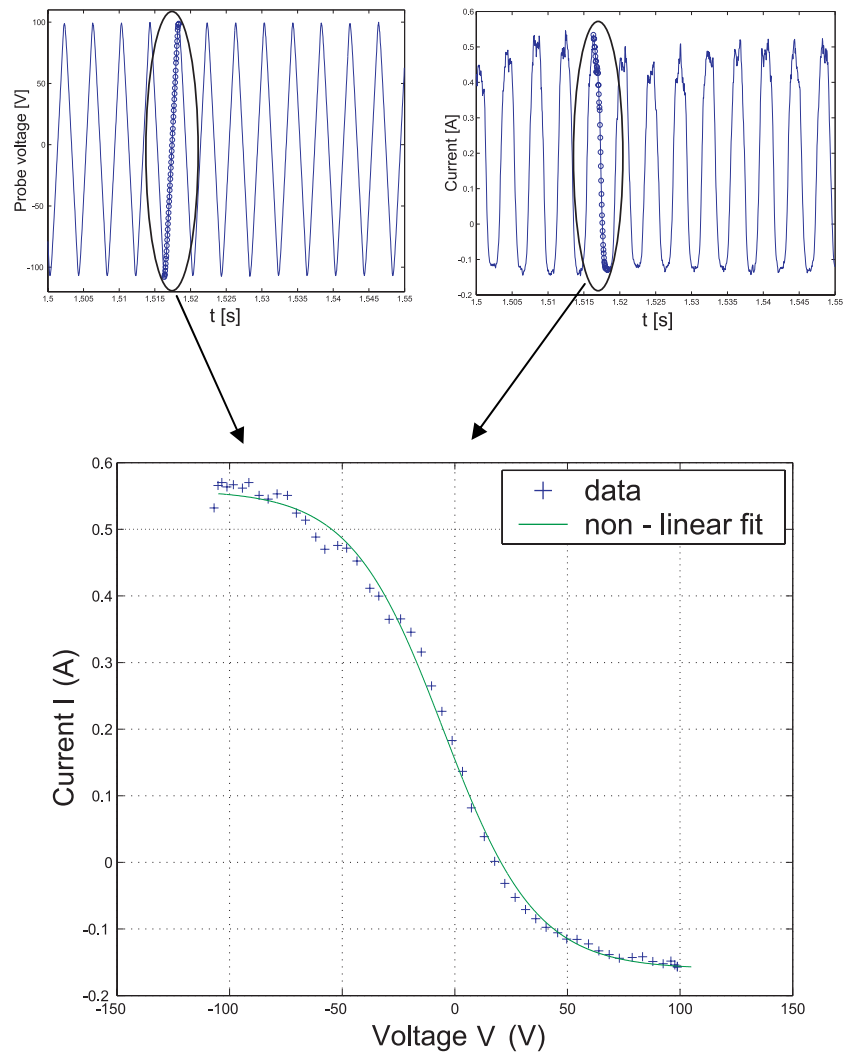 100
50
0
-50
-100
Probe voltage [V]
1,5 1,505 1,51 1,515 1,52 1,525 1,53 1,535 1,54 1,545 1,55
t [s]
0.6
0.5
0.4
0.3
0.2
0.1
0
-0.1
-0.2
Current [A]
1.5 1,505 1,51 1,515 1,52 1,525 1,53 1,535 1,54 1,545 1,55
t [s]
0.6
0.5
0.4
0.3
0.2
0.1
0
-0.1
-0.2
Current I (A)
data
non - linear fit
-150 -100 -50 0 50 100 150
Voltage V (V)